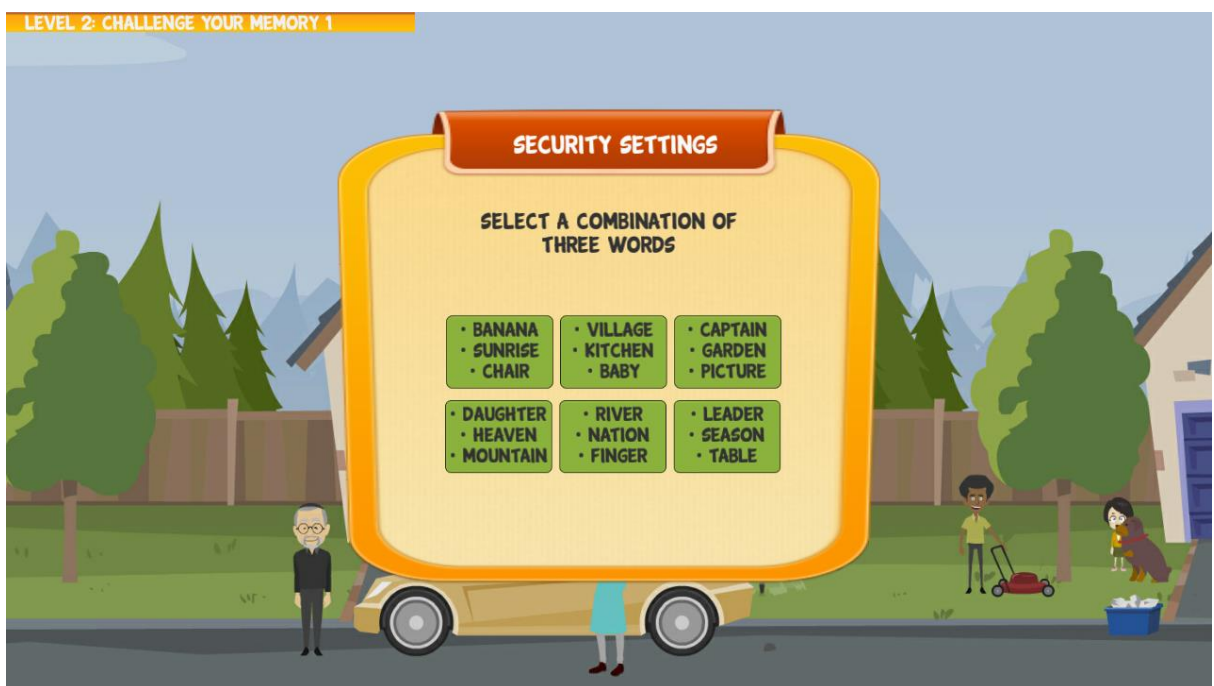 LEVEL 2: CHALLENGE YOUR MEMORY 1
SECURITY SETTINGS
SELECT A COMBINATION OF
THREE WORDS
• BANANA
• SUNRISE
• CHAIR
• VILLAGE
• KITCHEN
• BABY
• CAPTAIN
• GARDEN
• PICTURE
• DAUGHTER
• HEAVEN
• MOUNTAIN
• RIVER
• NATION
• FINGER
• LEADER
• SEASON
• TABLE